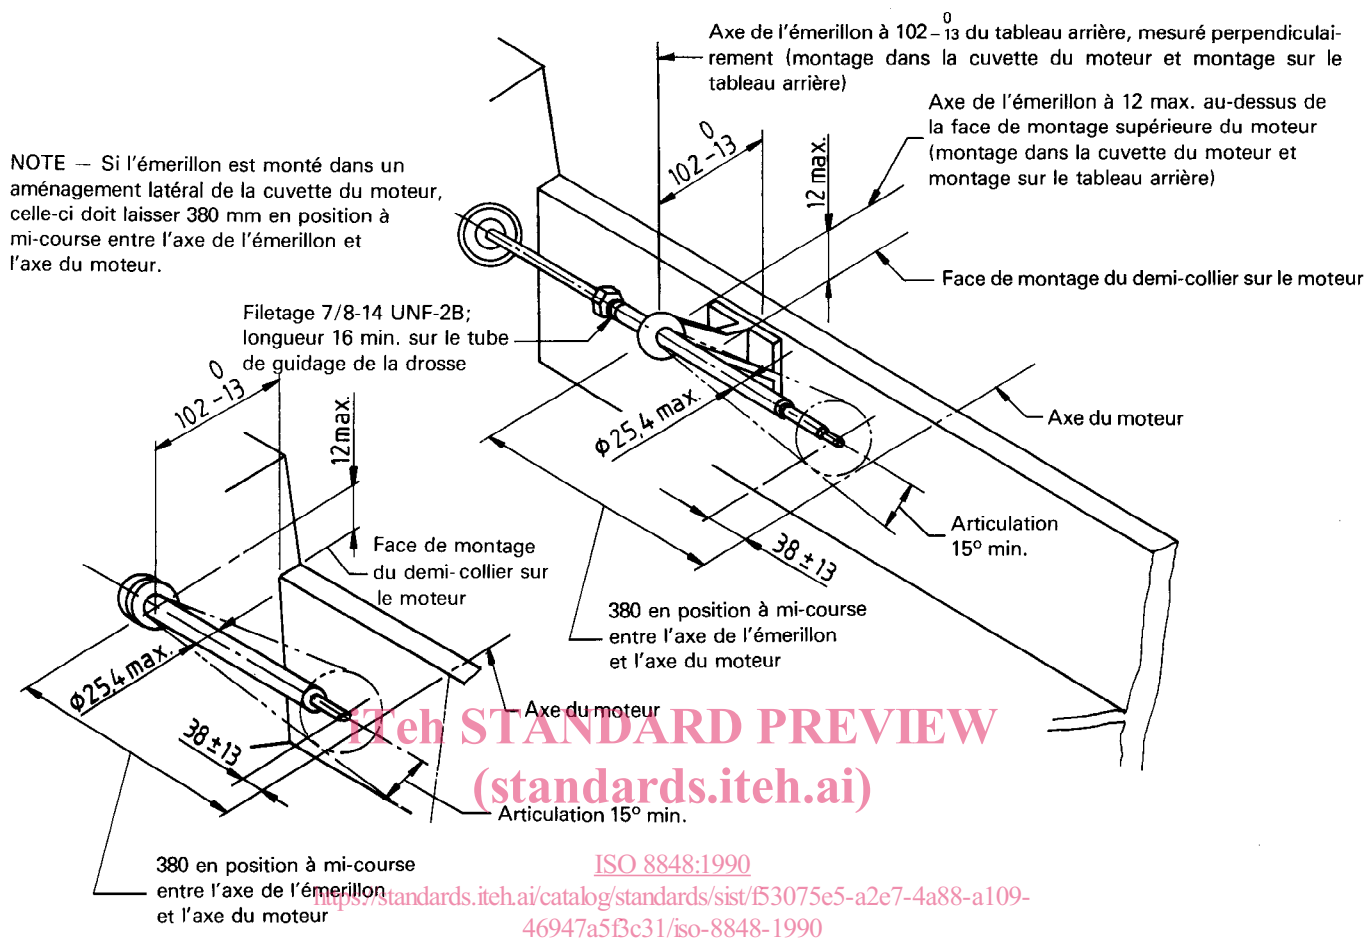 Axe de l'émerillon à 102 – 0 13 du tableau arrière, mesuré perpendiculai-
rement (montage dans la cuvette du moteur et montage sur le
tableau arrière)
Axe de l'émerillon à 12 max. au-dessus de
la face de montage supérieure du moteur
(montage dans la cuvette du moteur et
montage sur le tableau arrière)
102 -13 0
12 max.
NOTE — Si l'émerillon est monté dans un
aménagement latéral de la cuvette du moteur,
celle-ci doit laisser 380 mm en position à
mi-course entre l'axe de l'émerillon et
l'axe du moteur.
Face de montage du demi-collier sur le moteur
Filetage 7/8-14 UNF-2B;
longueur 16 min. sur le tube
de guidage de la drosse
102 -13 0
12max.
ϕ25,4 max.
Axe du moteur
Articulation
15° min.
38±13
Face de montage
du demi-collier sur
le moteur
380 en position à mi-course
entre l'axe de l'émerillon
et l'axe du moteur
ϕ25,4 max.
Axe du moteur
38±13
iTeh STANDARD PREVIEW
(standards.iteh.ai)
Articulation 15° min.
380 en position à mi-course
entre l'axe de l'émerillon
et l'axe du moteur
ISO 8848:1990
https://standards.iteh.ai/catalog/standards/sist/f53075e5-a2e7-4a88-a109-
46947a5f3c31/iso-8848-1990